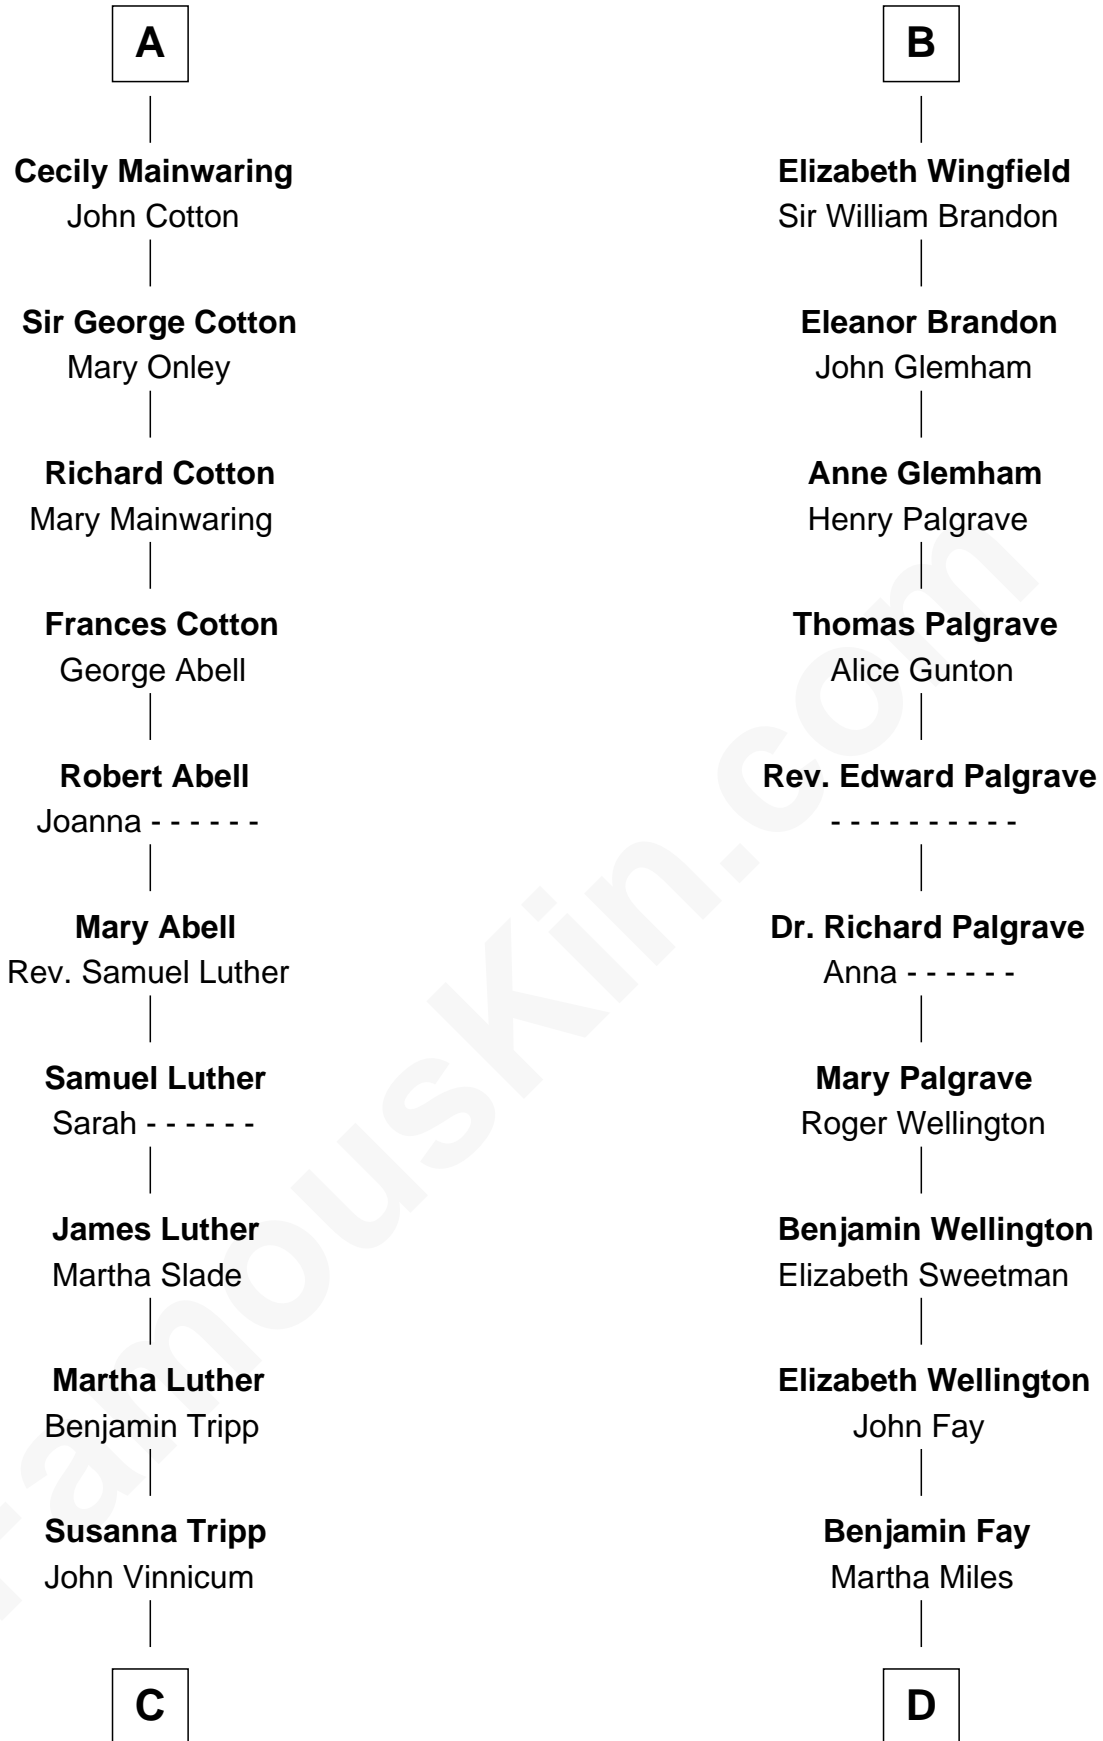 A
Cecily Mainwaring
John Cotton
Sir George Cotton
Mary Onley
Richard Cotton
Mary Mainwaring
Frances Cotton
George Abell
Robert Abell
Joanna - - - - - -
Mary Abell
Rev. Samuel Luther
Samuel Luther
Sarah - - - - - -
James Luther
Martha Slade
Martha Luther
Benjamin Tripp
Susanna Tripp
John Vinnicum
C
B
Elizabeth Wingfield
Sir William Brandon
Eleanor Brandon
John Glemham
Anne Glemham
Henry Palgrave
Thomas Palgrave
Alice Gunton
Rev. Edward Palgrave
- - - - - - - - - -
Dr. Richard Palgrave
Anna - - - - - -
Mary Palgrave
Roger Wellington
Benjamin Wellington
Elizabeth Sweetman
Elizabeth Wellington
John Fay
Benjamin Fay
Martha Miles
D
FamousKin.com